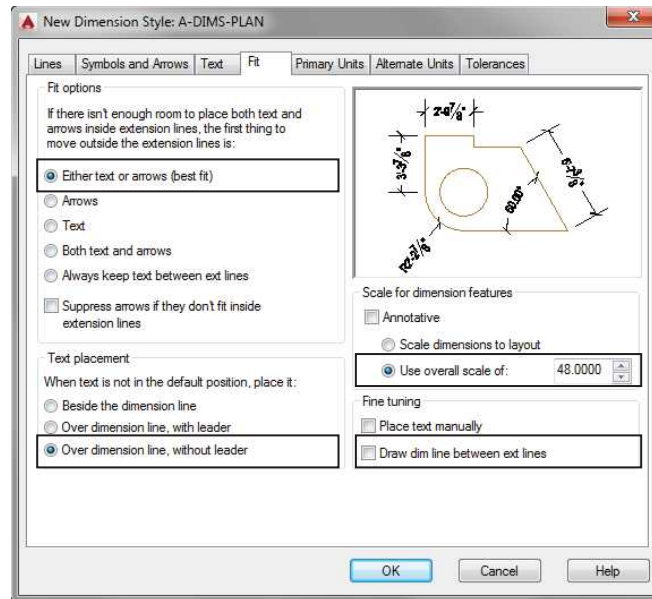 New Dimension Style: A-DIMS-PLAN
Lines
Symbols and Arrows
Text
Fit
Primary Units
Alternate Units
Tolerances
Fit options
If there isn't enough room to place both text and
arrows inside extension lines, the first thing to
move outside the extension lines is:
Either text or arrows (best fit)
Arrows
Text
Both text and arrows
Always keep text between ext lines
Suppress arrows if they don't fit inside
extension lines
Text placement
When text is not in the default position, place it:
Beside the dimension line
Over dimension line, with leader
Over dimension line, without leader
60.00°
Scale for dimension features
Annotative
Scale dimensions to layout
Use overall scale of: 48.0000
Fine tuning
Place text manually
Draw dim line between ext lines
OK
Cancel
Help